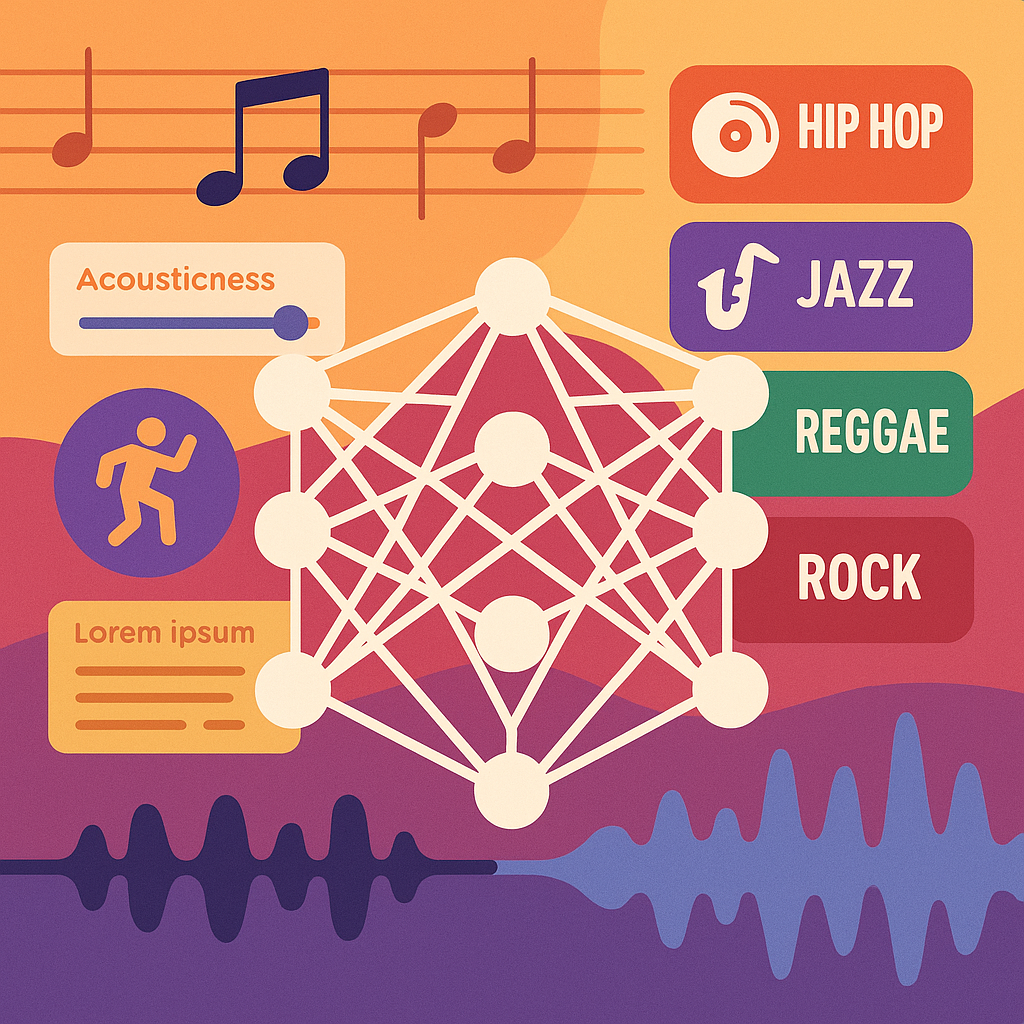 HIP HOP
Acousticness
JAZZ
REGGAE
ROCK
Lorem ipsum